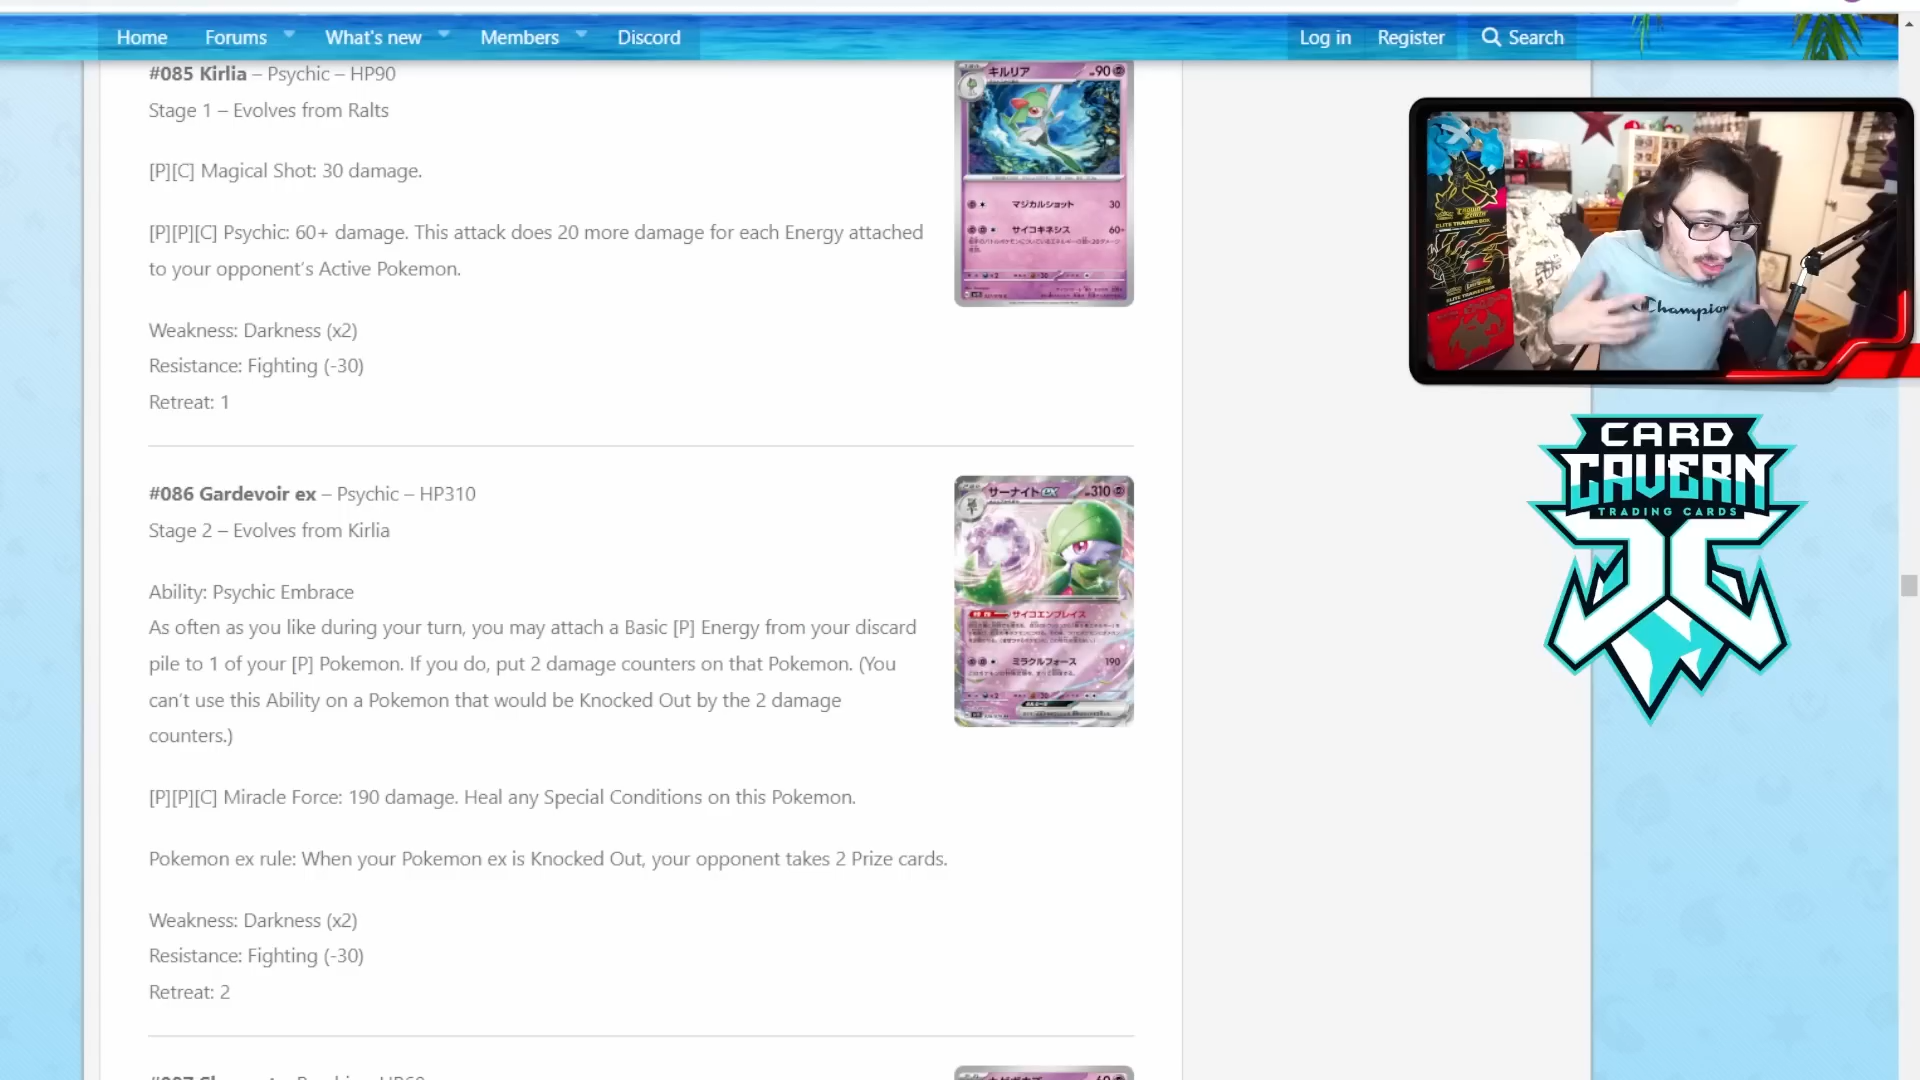 Home Forums What's new Members Discord Log in Register Search
#085 Kirlia – Psychic – HP90
Stage 1 – Evolves from Ralts
[P][C] Magical Shot: 30 damage.
[P][P][C] Psychic: 60+ damage. This attack does 20 more damage for each Energy attached
to your opponent's Active Pokemon.
Weakness: Darkness (x2)
Resistance: Fighting (-30)
Retreat: 1
キルリア 90
マジカルショット 30
サイコキネシス 60+
#086 Gardevoir ex – Psychic – HP310
Stage 2 – Evolves from Kirlia
Ability: Psychic Embrace
As often as you like during your turn, you may attach a Basic [P] Energy from your discard
pile to 1 of your [P] Pokemon. If you do, put 2 damage counters on that Pokemon. (You
can't use this Ability on a Pokemon that would be Knocked Out by the 2 damage
counters.)
[P][P][C] Miracle Force: 190 damage. Heal any Special Conditions on this Pokemon.
Pokemon ex rule: When your Pokemon ex is Knocked Out, your opponent takes 2 Prize cards.
Weakness: Darkness (x2)
Resistance: Fighting (-30)
Retreat: 2
サーナイトex 310
サイコエンブレイス
ミラクルフォース 190
Champion
ELITE TRAINER BOX
ELITE TRAINER BOX
CARD
CAVERN
TRADING CARDS